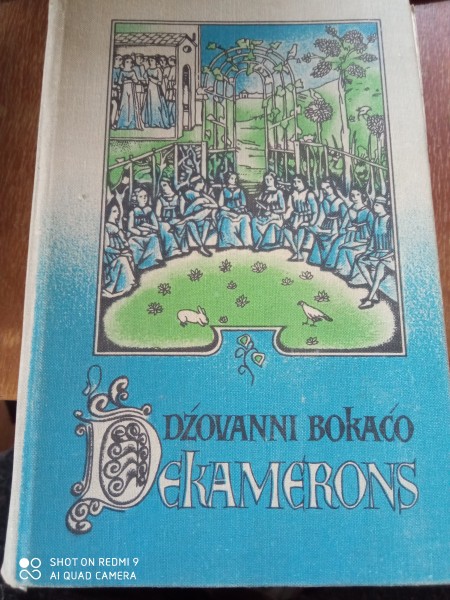 DŽOVANNI BOKAČO
DEKAMERONS
SHOT ON REDMI 9
AI QUAD CAMERA